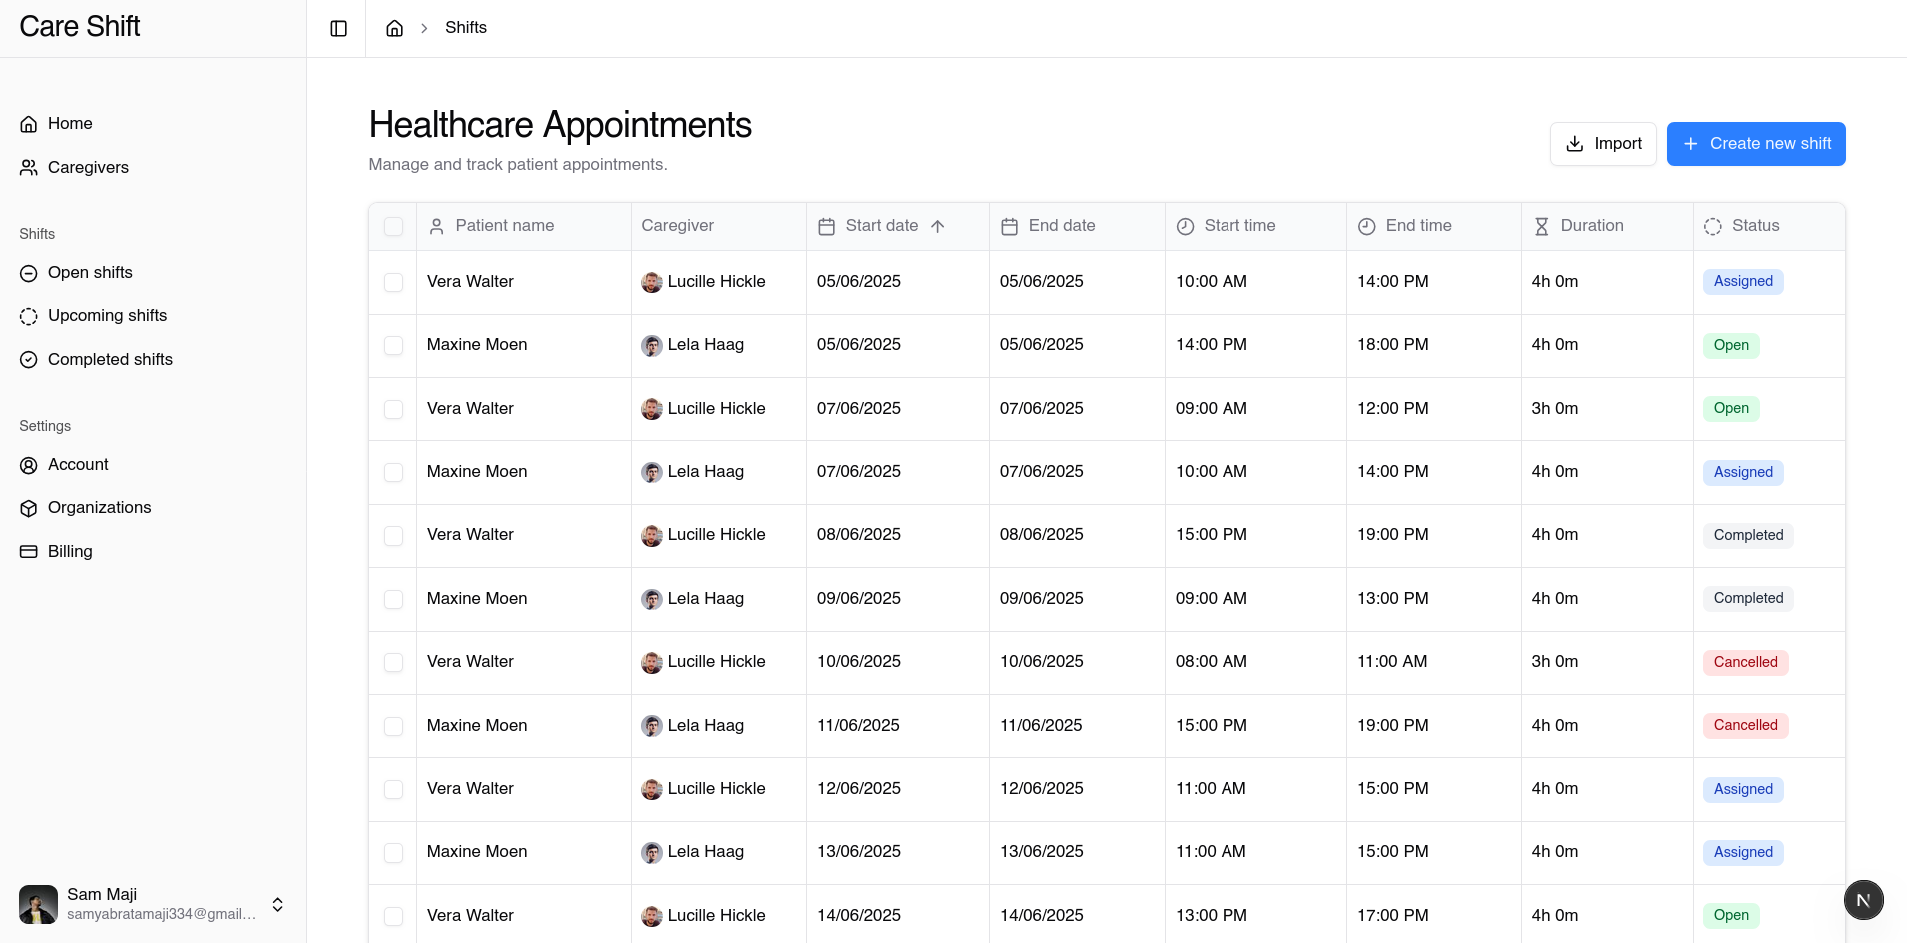 Care Shift
Shifts
Home
Caregivers
Shifts
Open shifts
Upcoming shifts
Completed shifts
Settings
Account
Organizations
Billing
Sam Maji
samyabratamaji334@gmail...
Healthcare Appointments
Manage and track patient appointments.
Import
Create new shift
Patient name Caregiver Start date End date Start time End time Duration Status
Vera Walter Lucille Hickle 05/06/2025 05/06/2025 10:00 AM 14:00 PM 4h 0m Assigned
Maxine Moen Lela Haag 05/06/2025 05/06/2025 14:00 PM 18:00 PM 4h 0m Open
Vera Walter Lucille Hickle 07/06/2025 07/06/2025 09:00 AM 12:00 PM 3h 0m Open
Maxine Moen Lela Haag 07/06/2025 07/06/2025 10:00 AM 14:00 PM 4h 0m Assigned
Vera Walter Lucille Hickle 08/06/2025 08/06/2025 15:00 PM 19:00 PM 4h 0m Completed
Maxine Moen Lela Haag 09/06/2025 09/06/2025 09:00 AM 13:00 PM 4h 0m Completed
Vera Walter Lucille Hickle 10/06/2025 10/06/2025 08:00 AM 11:00 AM 3h 0m Cancelled
Maxine Moen Lela Haag 11/06/2025 11/06/2025 15:00 PM 19:00 PM 4h 0m Cancelled
Vera Walter Lucille Hickle 12/06/2025 12/06/2025 11:00 AM 15:00 PM 4h 0m Assigned
Maxine Moen Lela Haag 13/06/2025 13/06/2025 11:00 AM 15:00 PM 4h 0m Assigned
Vera Walter Lucille Hickle 14/06/2025 14/06/2025 13:00 PM 17:00 PM 4h 0m Open
N